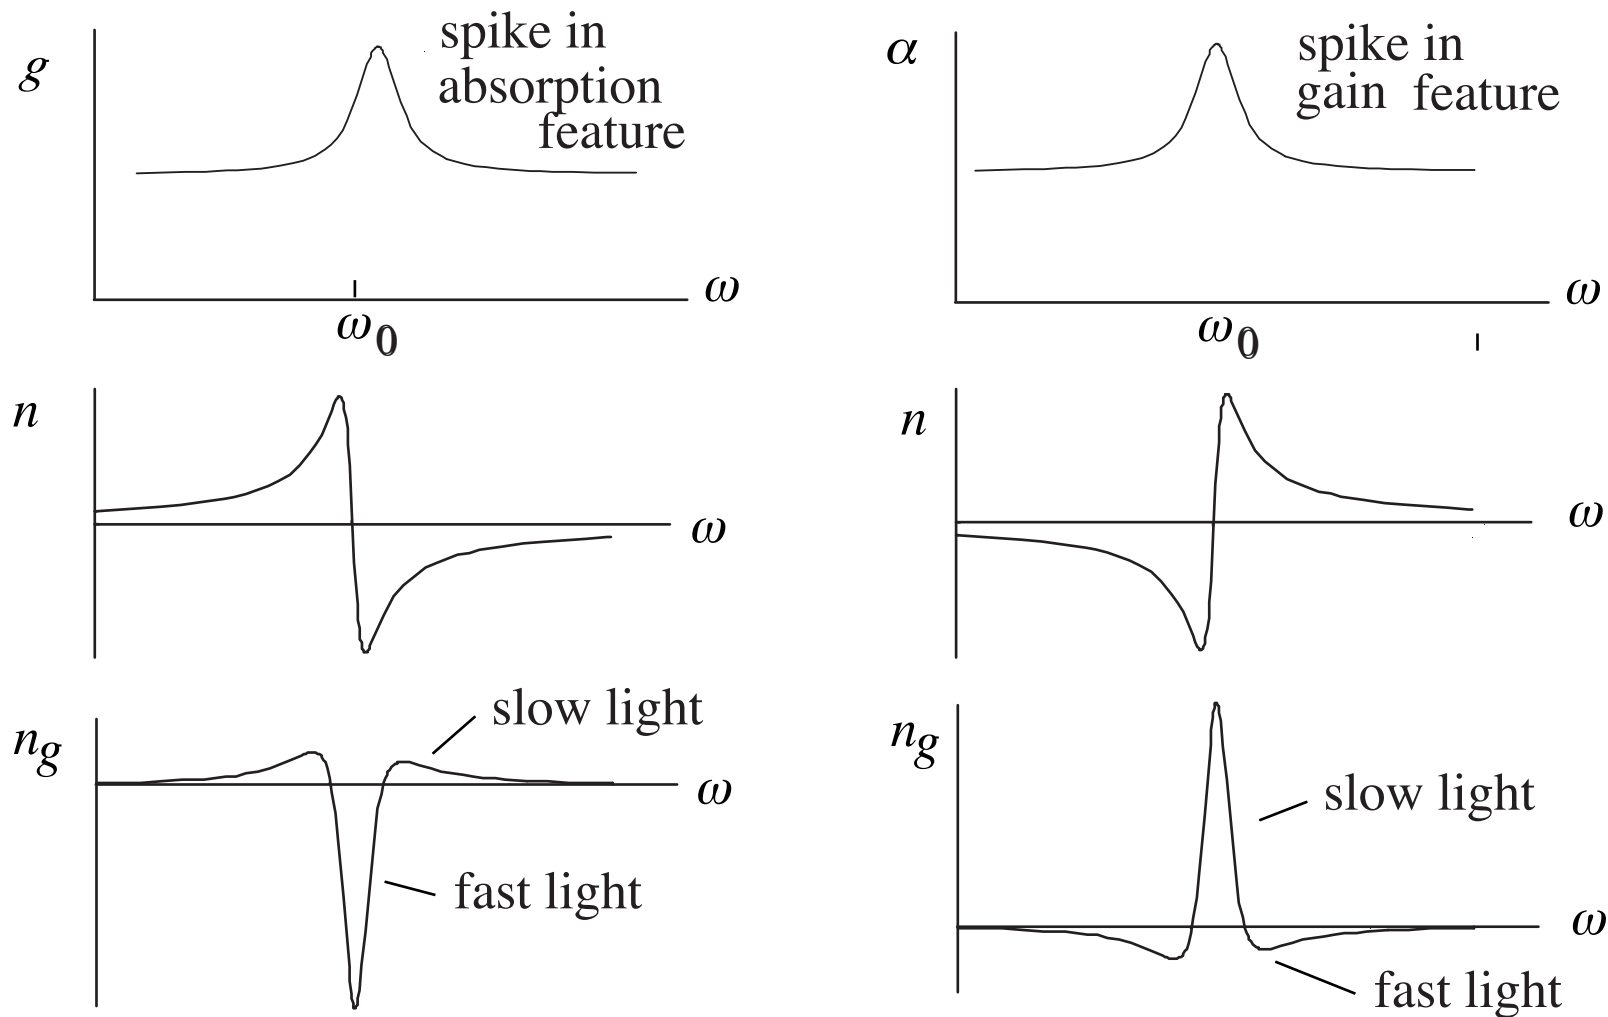 g
spike in
absorption
feature
ω
ω0
n
ω
ng
slow light
ω
fast light
α
spike in
gain feature
ω
ω0
n
ω
ng
slow light
ω
fast light